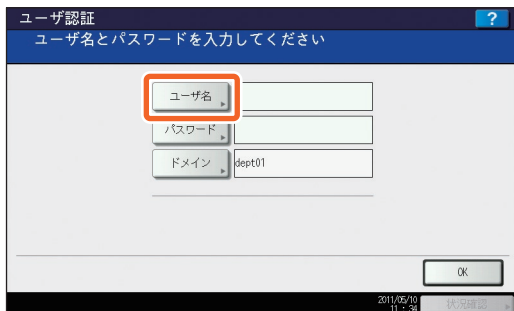 ユーザ認証
?
ユーザ名とパスワードを入力してください
ユーザ名
パスワード
ドメイン dept01
OK
2011/05/10
11:34
状況確認